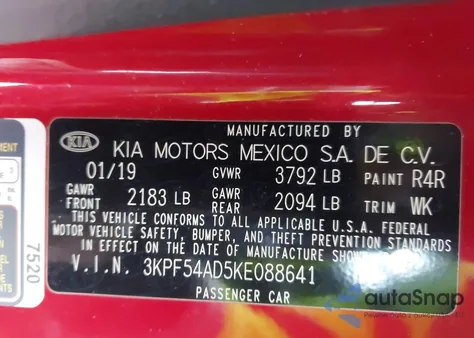 MANUFACTURED BY
KIA KIA MOTORS MEXICO S.A. DE C.V.
01/19 GVWR 3792 LB PAINT R4R
GAWR FRONT 2183 LB GAWR REAR 2094 LB TRIM WK
THIS VEHICLE CONFORMS TO ALL APPLICABLE U.S.A. FEDERAL
MOTOR VEHICLE SAFETY, BUMPER, AND THEFT PREVENTION STANDARDS
IN EFFECT ON THE DATE OF MANUFACTURE SHOWN ABOVE.
V.I.N. 3KPF54AD5KE088641
PASSENGER CAR
7520
autoSnap